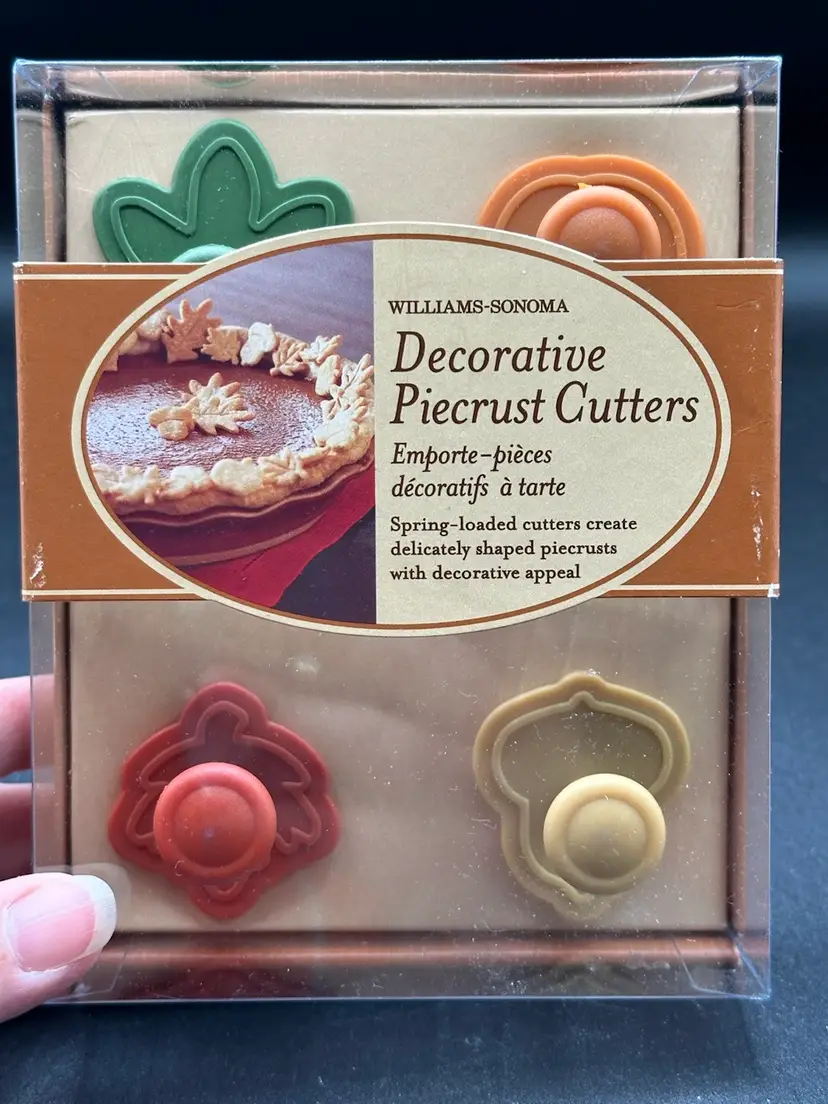 WILLIAMS-SONOMA
Decorative
Piecrust Cutters
Emporte-pièces
décoratifs à tarte
Spring-loaded cutters create
delicately shaped piecrusts
with decorative appeal